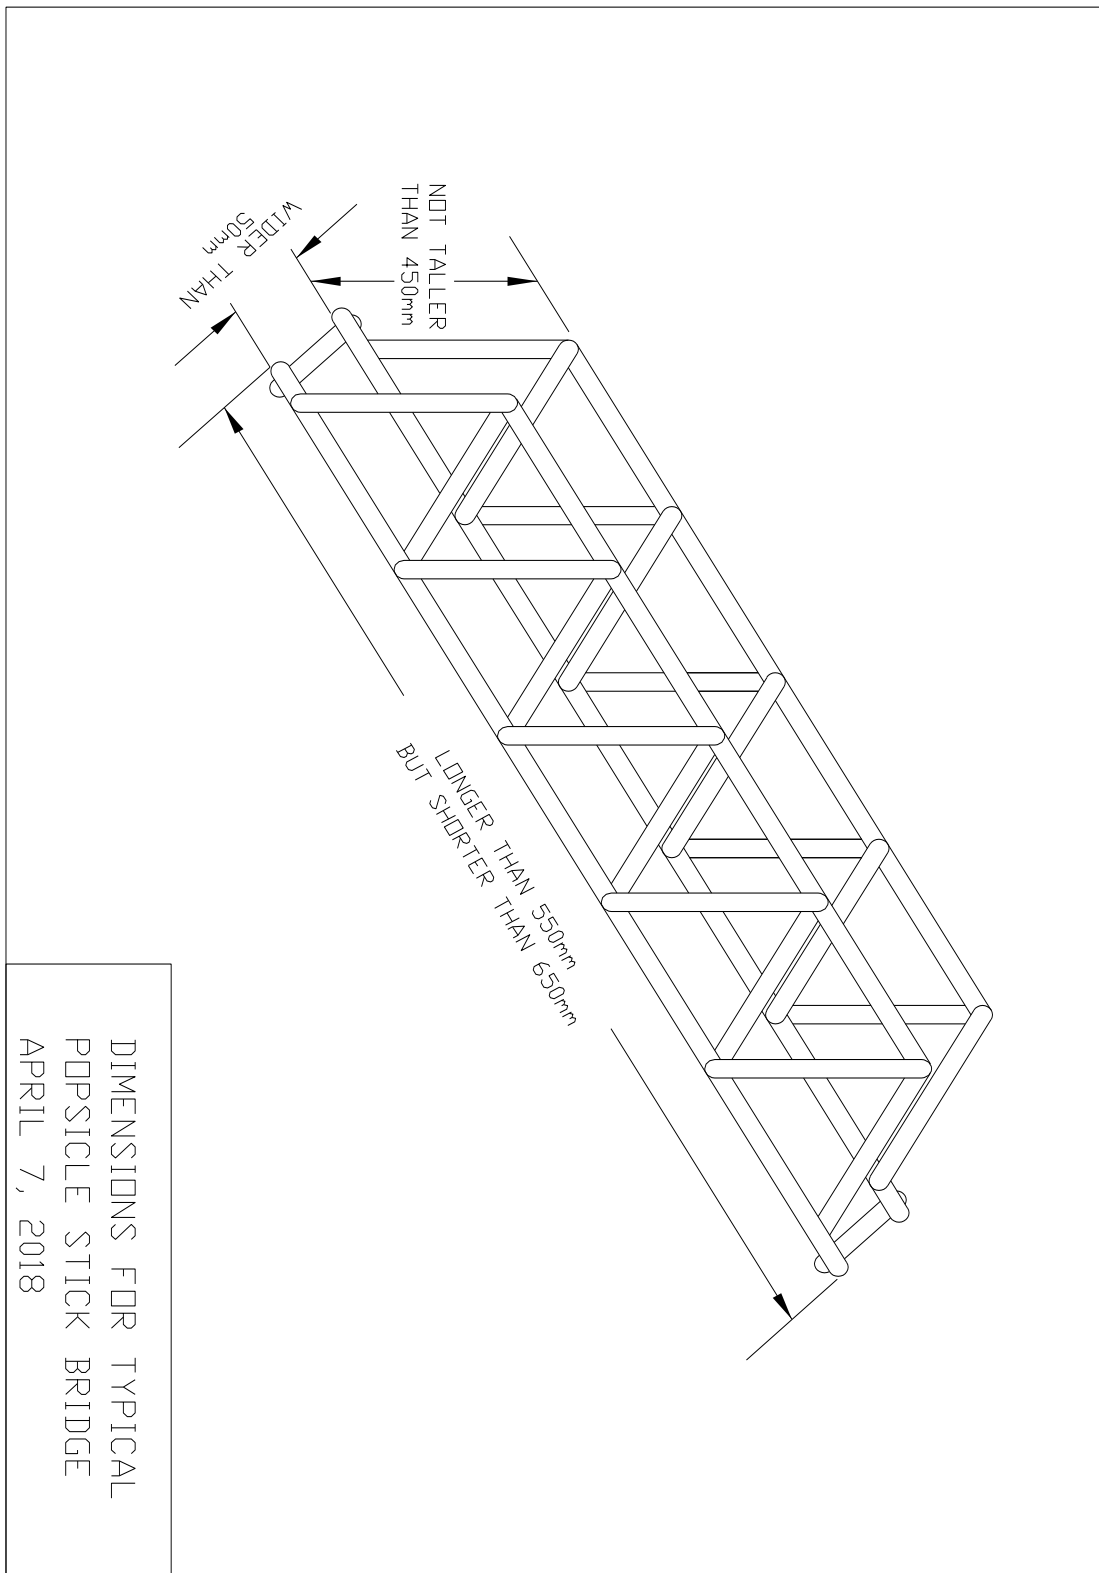 NOT TALLER
THAN 450mm
WIDER THAN
50mm
LONGER THAN 550mm
BUT SHORTER THAN 650mm
DIMENSIONS FOR TYPICAL
POPSICLE STICK BRIDGE
APRIL 7, 2018